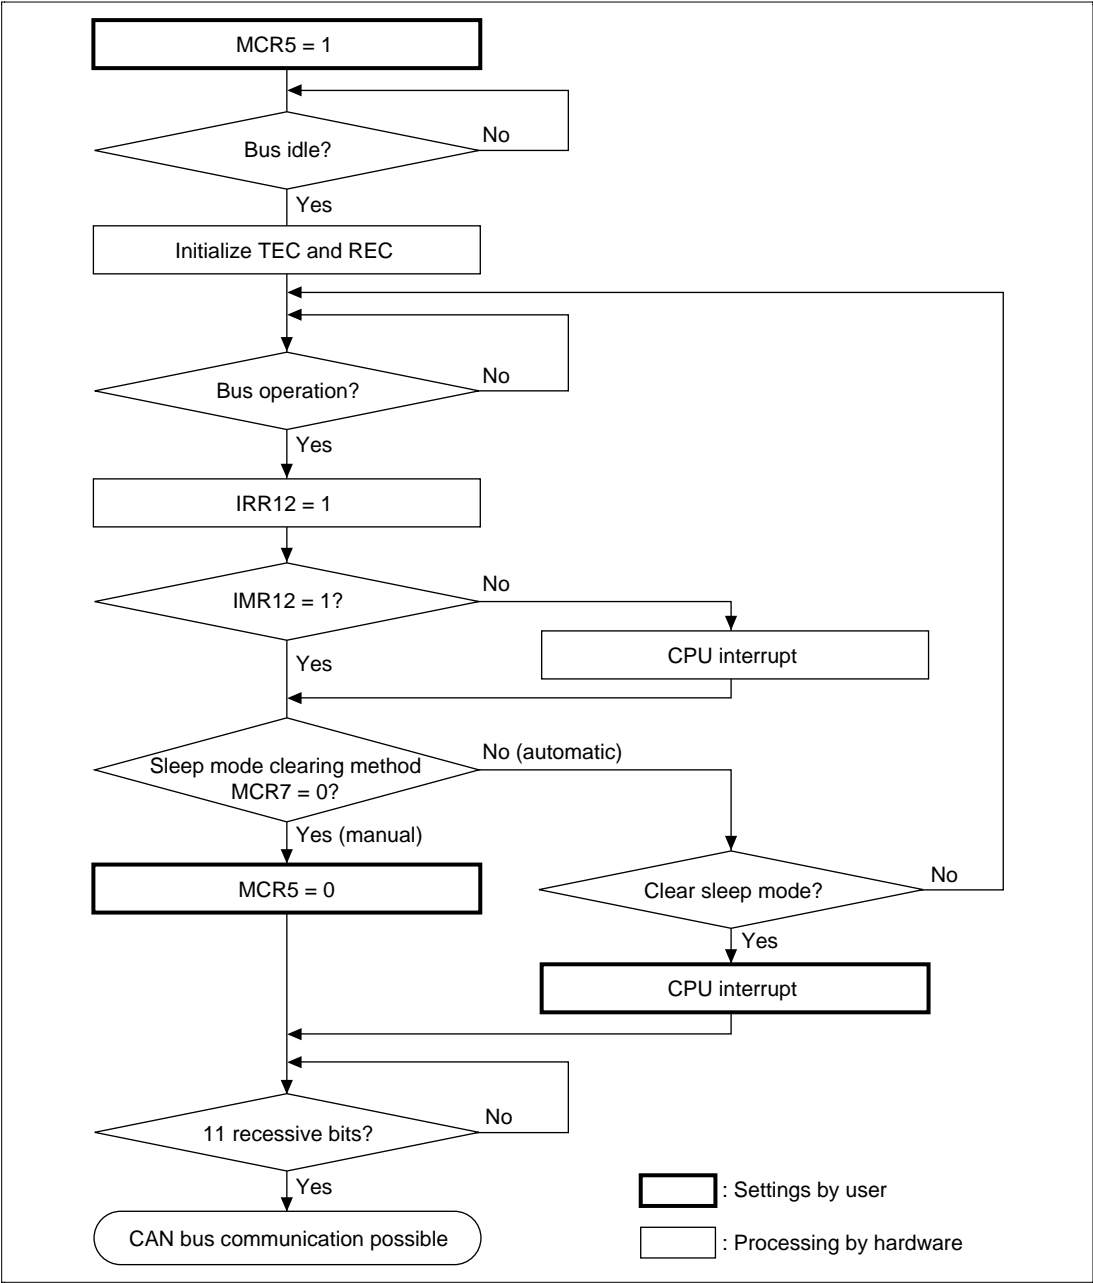 MCR5 = 1
Bus idle?
No
Yes
Initialize TEC and REC
Bus operation?
No
Yes
IRR12 = 1
IMR12 = 1?
No
Yes
CPU interrupt
Sleep mode clearing method
MCR7 = 0?
No (automatic)
Yes (manual)
MCR5 = 0
Clear sleep mode?
No
Yes
CPU interrupt
11 recessive bits?
No
Yes
CAN bus communication possible
: Settings by user
: Processing by hardware